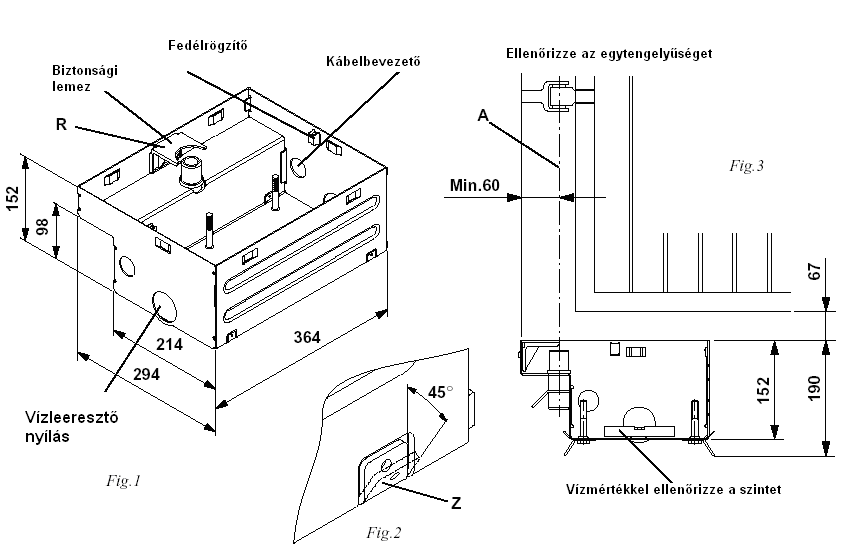 Fedélrögzítő
Biztonsági
lemez
Kábelbevezető
R
152
98
214
294
364
Vízleeresztő
nyílás
Fig.1
45°
Z
Fig.2
Ellenőrizze az egytengelyűséget
A
Fig.3
Min.60
67
152
190
Vízmértékkel ellenőrizze a szintet